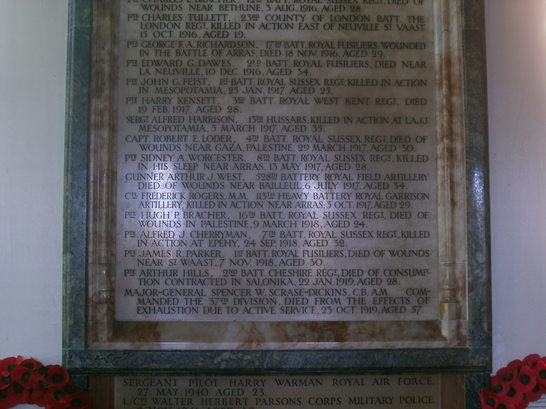 WOUNDS NEAR BETHUNE, 3 AUG. 1916. AGED 28.
PTE CHARLES TULLETT, 23RD COUNTY OF LONDON BATT. THE
LONDON REGT. KILLED IN ACTION EAST OF NEUVILLE ST VAAST
13 OCT. 1916. AGED 19.
PTE GEORGE F.A. RICHARDSON, 17TH BATT. ROYAL FUSILIERS, WOUNDED
IN THE BATTLE OF ARRAS, DIED 18 NOV. 1916. AGED 29.
PTE EDWARD G. DAWES, 2ND BATT. ROYAL FUSILIERS, DIED NEAR
LA NEUVILLE, 10 DEC. 1916, AGED 34.
PTE JOHN G. FEIST, 1ST BATT. ROYAL SUSSEX REGT. KILLED IN ACTION
IN MESOPOTAMIA, 25 JAN. 1917, AGED 25.
PTE HARRY KENSETT, 3RD BATT. ROYAL WEST KENT REGT. DIED
19 FEB. 1917. AGED 28.
SERGT ALFRED HARRISON, 13TH HUSSARS, KILLED IN ACTION AT LAJJ
MESOPOTAMIA, 5 MARCH 1917. AGED 35.
CAPT. ROBERT E. LODER, 4TH BATT. ROYAL SUSSEX REGT. DIED OF
WOUNDS NEAR GAZA, PALESTINE, 29 MARCH 1917, AGED 30.
PTE SIDNEY A. WORCESTER, 8TH BATT. ROYAL SUSSEX REGT. KILLED
IN HIS SLEEP NEAR ARRAS, 13 MAY 1917, AGED 28.
GUNNER ARTHUR J. WEST, 328TH BATTERY ROYAL FIELD ARTILLERY
DIED OF WOUNDS NEAR BAILLEUL 6 JULY 1917, AGED 34.
CPL FREDERICK ROGERS, M.M. 113TH HEAVY BATTERY ROYAL GARRISON
ARTILLERY, KILLED IN ACTION NEAR ARRAS, 3 OCT. 1917, AGED 29.
PTE HUGH P. BRACHER, 16TH BATT. ROYAL SUSSEX REGT. DIED OF
WOUNDS IN PALESTINE, 9 MARCH 1918, AGED 24.
PTE ALFRED J. CHERRYMAN, 7TH BATT. ROYAL SUSSEX REGT. KILLED
IN ACTION AT EPEHY, 24 SEP. 1918, AGED 32.
PTE JAMES R. PARKER, 1ST BATT. ROYAL FUSILIERS, DIED OF WOUNDS
NEAR ST WAAST, 7 NOV. 1918, AGED 30.
PTE ARTHUR HILLS, 2ND BATT. CHESHIRE REGT, DIED OF CONSUMP-
TION CONTRACTED IN SALONIKA, 22 JAN. 1919, AGED 28.
MAJOR-GENERAL SPENCER W. SCRASE-DICKINS, C.B. A.M. COM-
MANDED THE 37TH DIVISION, DIED FROM THE EFFECTS OF
EXHAUSTION DUE TO ACTIVE SERVICE, 23 OCT. 1919, AGED 57.
SERGEANT PILOT HARRY WARMAN ROYAL AIR FORCE.
27 MAY 1940 AGED 23.
L/CPL WALTER HERBERT PARSONS CORPS MILITARY POLICE